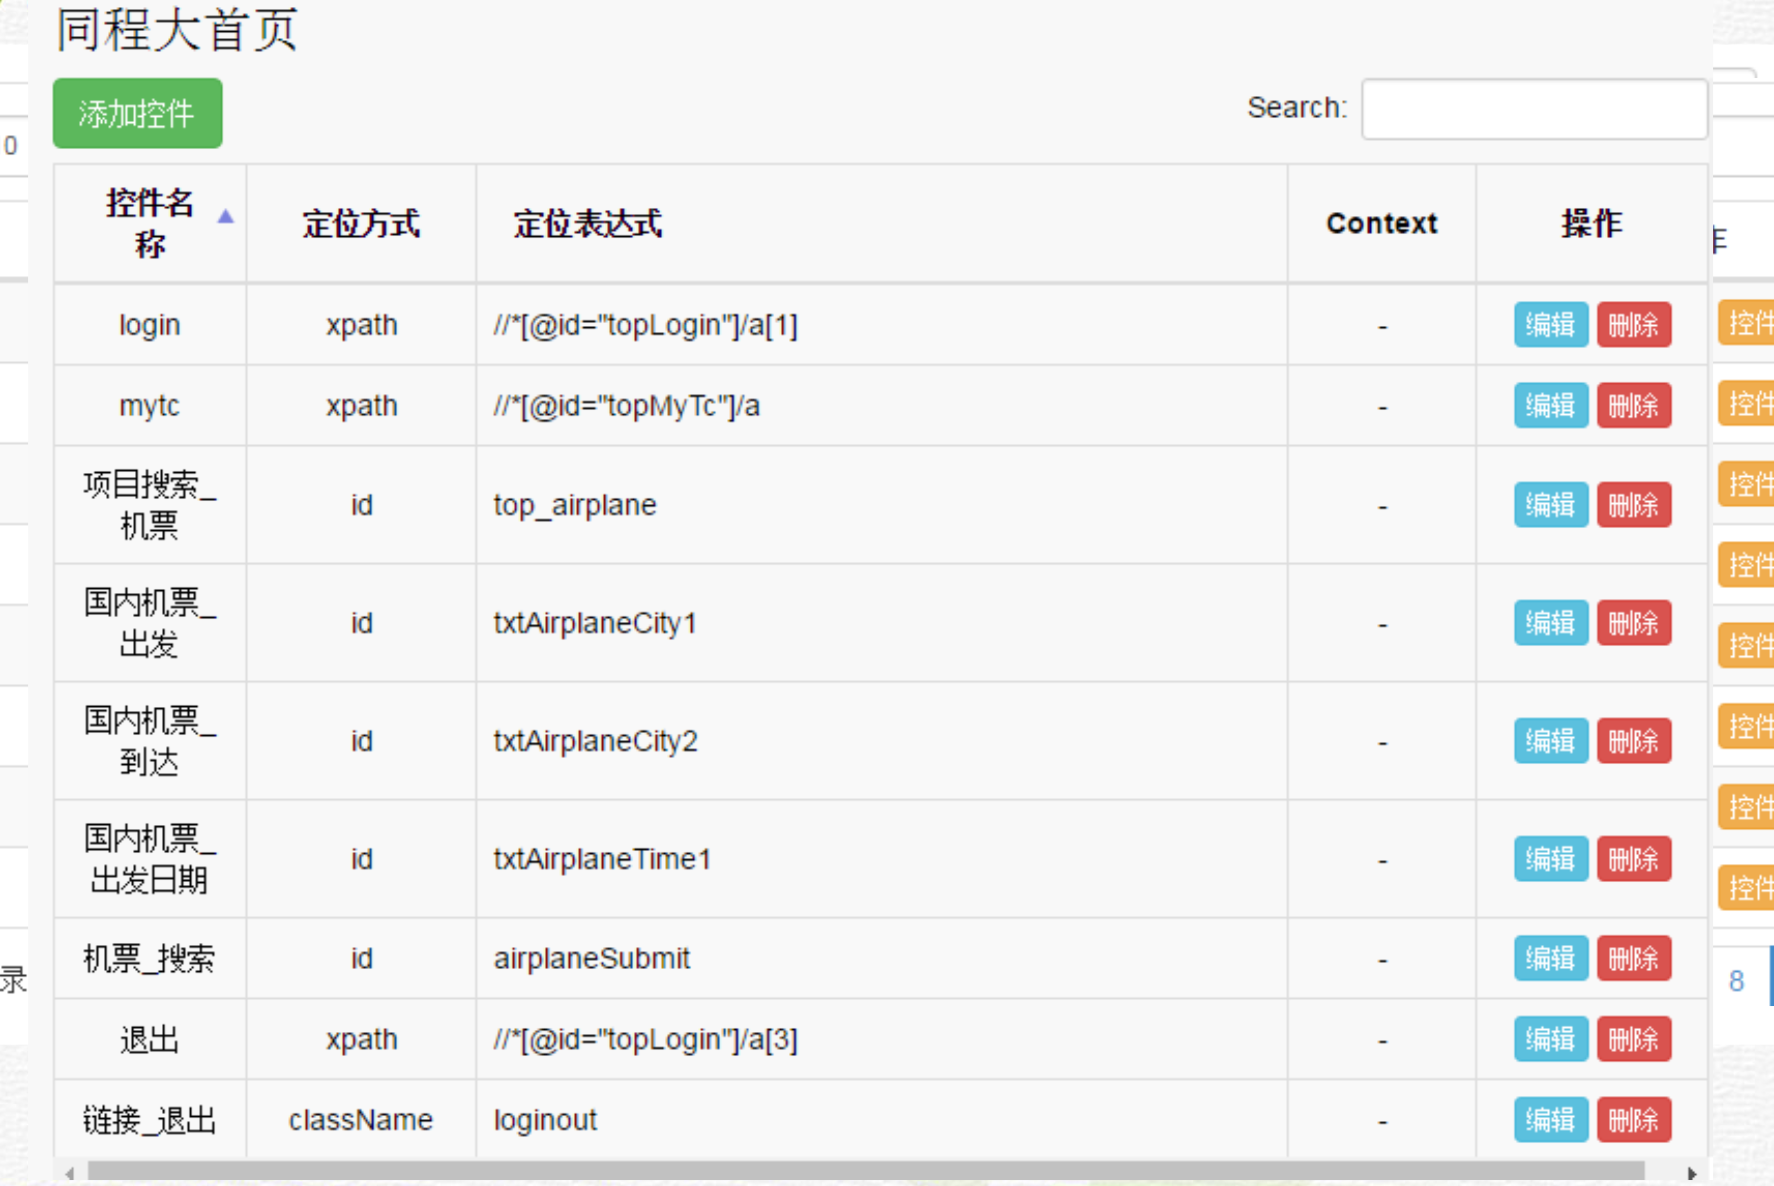 同程大首页
添加控件
Search:
0
控件名
称
定位方式
定位表达式
Context
操作
login
xpath
//*[@id="topLogin"]/a[1]
-
编辑 删除
控件
mytc
xpath
//*[@id="topMyTc"]/a
-
编辑 删除
控件
项目搜索_
机票
id
top_airplane
-
编辑 删除
控件
国内机票_
出发
id
txtAirplaneCity1
-
编辑 删除
控件
控件
国内机票_
到达
id
txtAirplaneCity2
-
编辑 删除
控件
国内机票_
出发日期
id
txtAirplaneTime1
-
编辑 删除
控件
控件
机票_搜索
id
airplaneSubmit
-
编辑 删除
录
8
退出
xpath
//*[@id="topLogin"]/a[3]
-
编辑 删除
链接_退出
className
loginout
-
编辑 删除